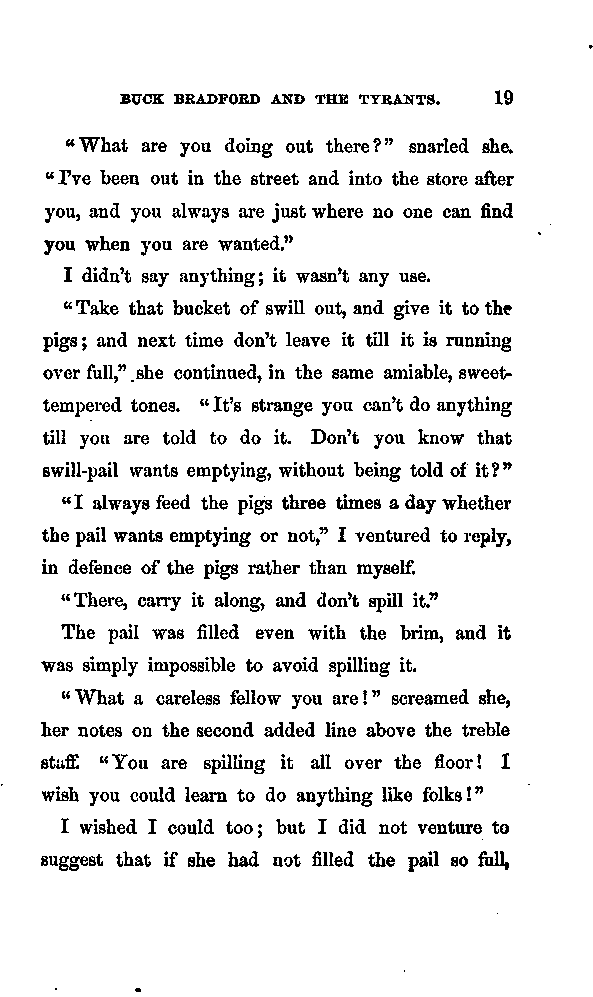 BUCK BRADFORD AND THE TYRANTS. 19
"What are you doing out there?" snarled she.
"I've been out in the street and into the store after
you, and you always are just where no one can find
you when you are wanted."
I didn't say anything; it wasn't any use.
"Take that bucket of swill out, and give it to the
pigs; and next time don't leave it till it is running
over full," she continued, in the same amiable, sweet-
tempered tones. "It's strange you can't do anything
till you are told to do it. Don't you know that
swill-pail wants emptying, without being told of it?"
"I always feed the pigs three times a day whether
the pail wants emptying or not," I ventured to reply,
in defence of the pigs rather than myself.
"There, carry it along, and don't spill it."
The pail was filled even with the brim, and it
was simply impossible to avoid spilling it.
"What a careless fellow you are!" screamed she,
her notes on the second added line above the treble
staff. "You are spilling it all over the floor! I
wish you could learn to do anything like folks!"
I wished I could too; but I did not venture to
suggest that if she had not filled the pail so full,